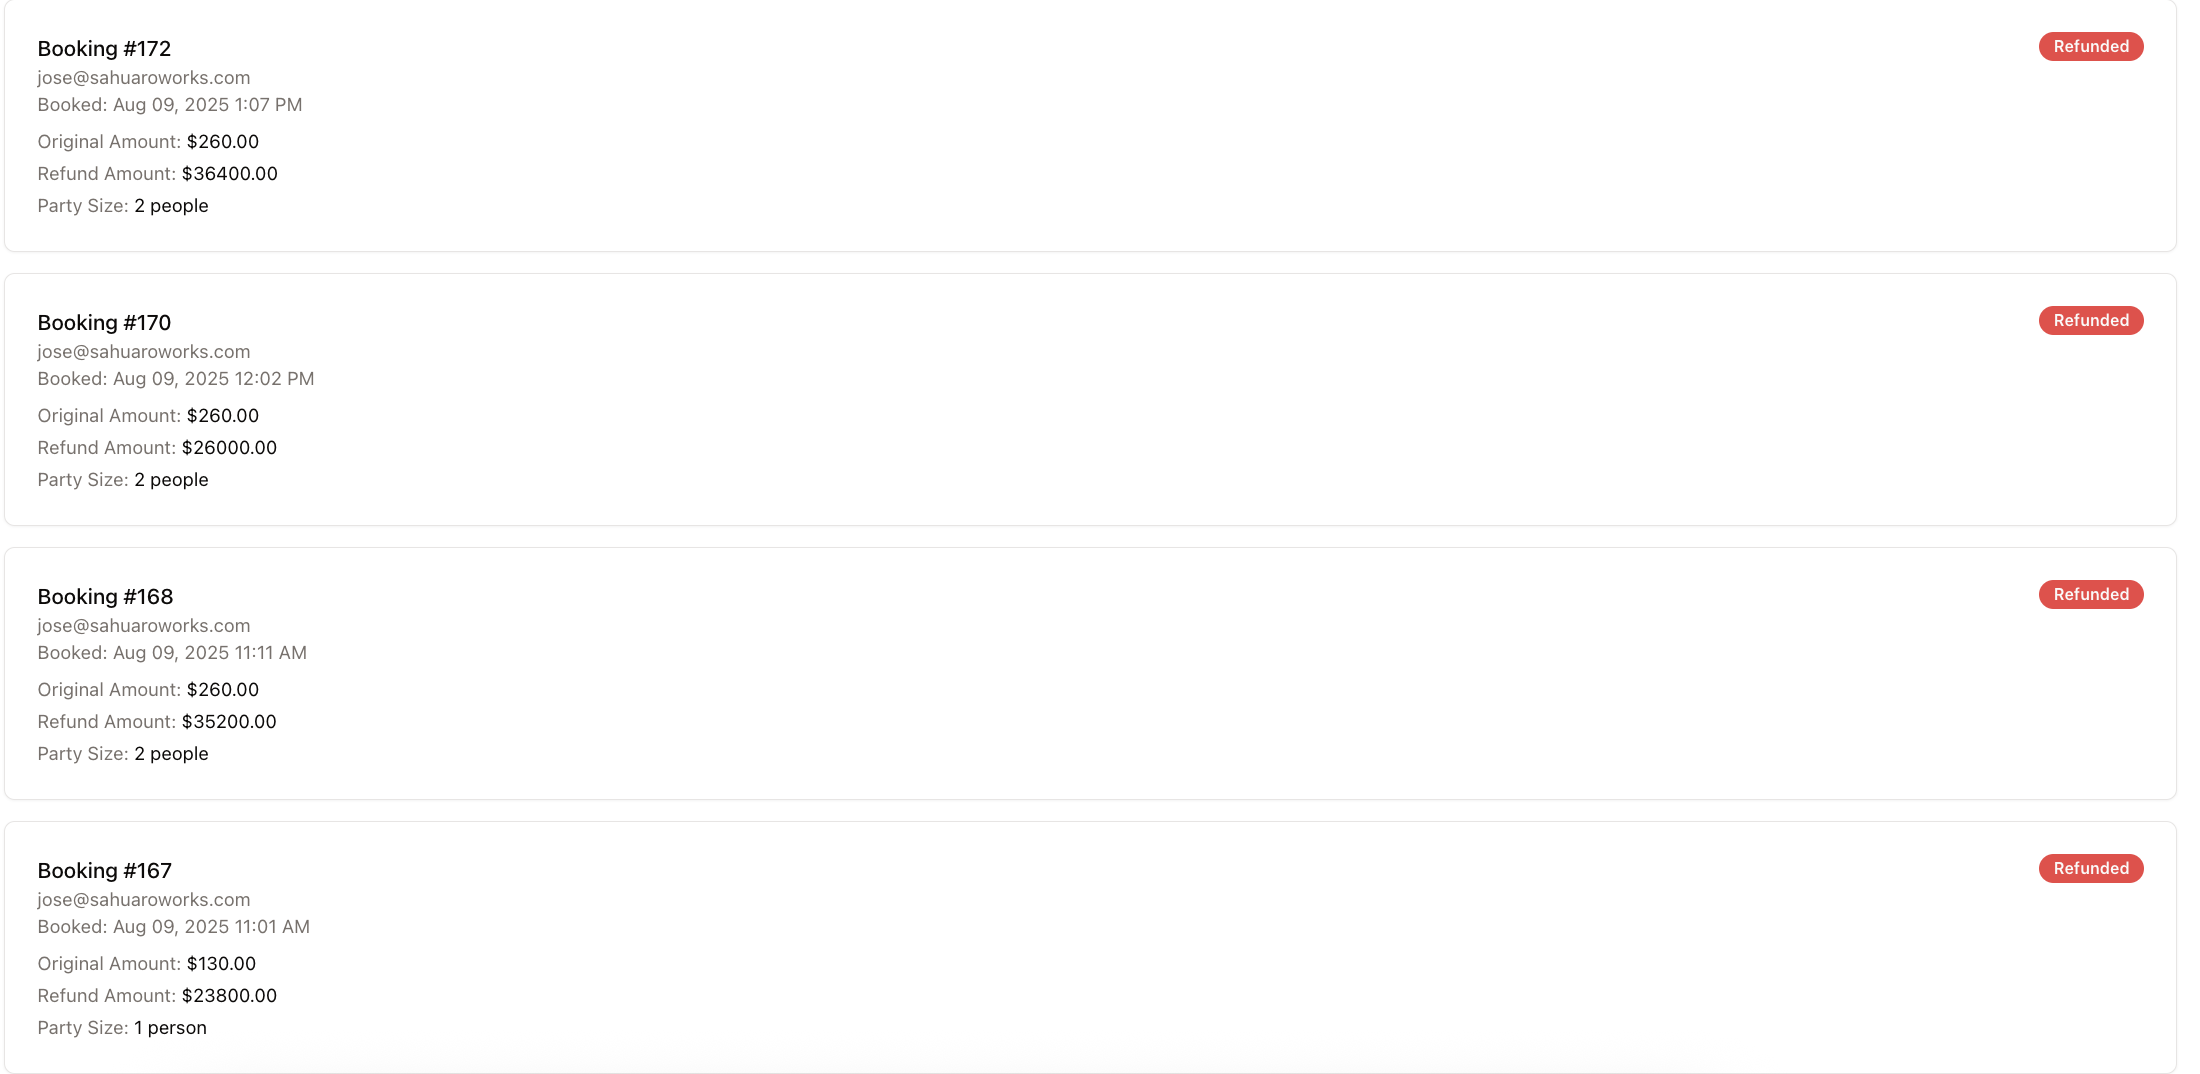 Booking #172
Refunded
jose@sahuaroworks.com
Booked: Aug 09, 2025 1:07 PM
Original Amount: $260.00
Refund Amount: $36400.00
Party Size: 2 people
Booking #170
Refunded
jose@sahuaroworks.com
Booked: Aug 09, 2025 12:02 PM
Original Amount: $260.00
Refund Amount: $26000.00
Party Size: 2 people
Booking #168
Refunded
jose@sahuaroworks.com
Booked: Aug 09, 2025 11:11 AM
Original Amount: $260.00
Refund Amount: $35200.00
Party Size: 2 people
Booking #167
Refunded
jose@sahuaroworks.com
Booked: Aug 09, 2025 11:01 AM
Original Amount: $130.00
Refund Amount: $23800.00
Party Size: 1 person